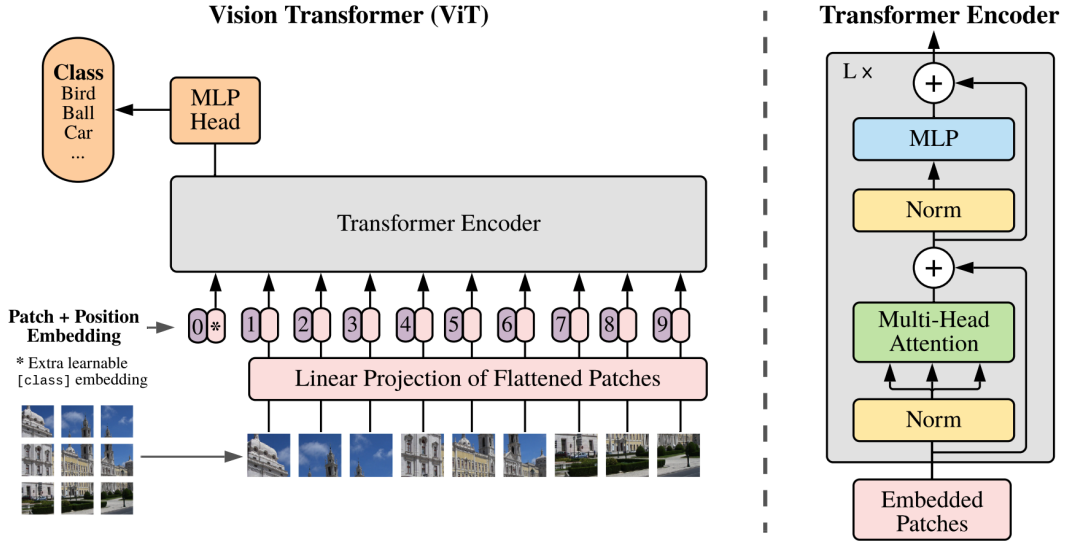 Vision Transformer (ViT)
Class
Bird
Ball
Car
...
MLP
Head
Transformer Encoder
Patch + Position
Embedding
* Extra learnable
[class] embedding
0 * 1 2 3 4 5 6 7 8 9
Linear Projection of Flattened Patches
Transformer Encoder
L ×
+
MLP
Norm
+
Multi-Head
Attention
Norm
Embedded
Patches